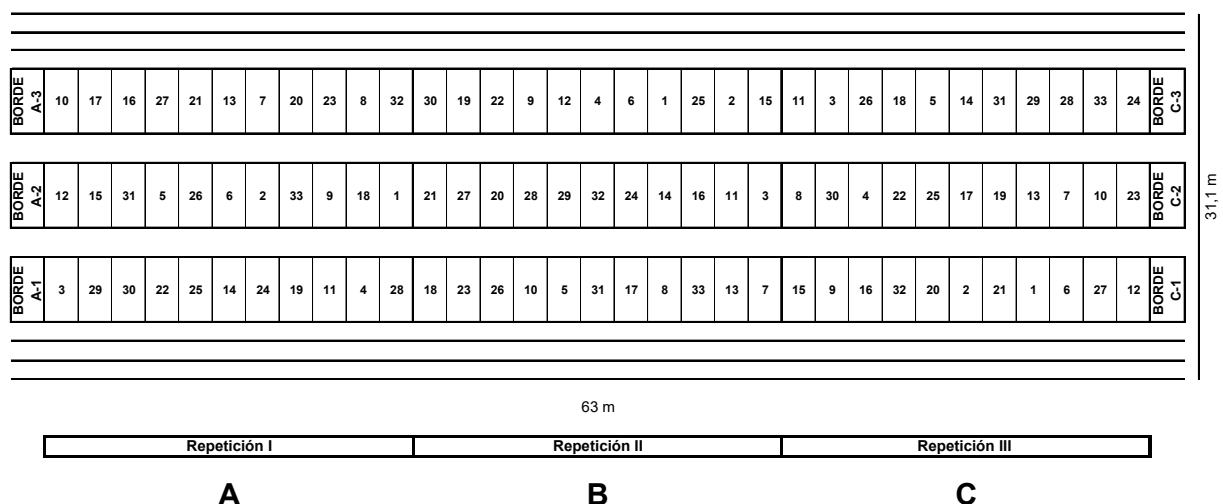 BORDE A-3 10 17 16 27 21 13 7 20 23 8 32 30 19 22 9 12 4 6 1 25 2 15 11 3 26 18 5 14 31 29 28 33 24 BORDE C-3
BORDE A-2 12 15 31 5 26 6 2 33 9 18 1 21 27 20 28 29 32 24 14 16 11 3 8 30 4 22 25 17 19 13 7 10 23 BORDE C-2
31,1 m
BORDE A-1 3 29 30 22 25 14 24 19 11 4 28 18 23 26 10 5 31 17 8 33 13 7 15 9 16 32 20 2 21 1 6 27 12 BORDE C-1
63 m
Repetición I Repetición II Repetición III
A B C